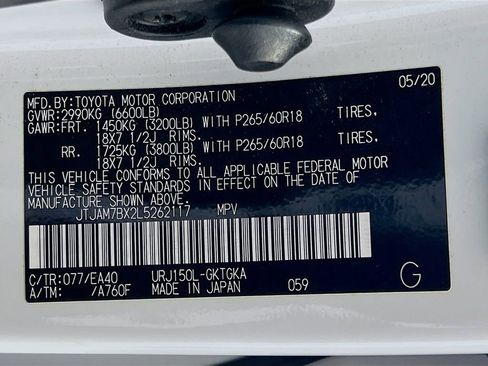 05/20
MFD.BY:TOYOTA MOTOR CORPORATION
GVWR:2990KG (6600LB)
GAWR:FRT. 1450KG (3200LB) WITH P265/60R18 TIRES.
18X7 1/2J RIMS.
RR. 1725KG (3800LB) WITH P265/60R18 TIRES.
18X7 1/2J RIMS.
THIS VEHICLE CONFORMS TO ALL APPLICABLE FEDERAL MOTOR
VEHICLE SAFETY STANDARDS IN EFFECT ON THE DATE OF
MANUFACTURE SHOWN ABOVE.
JTJAM7BX2L5262117 MPV
C/TR:077/EA40 URJ150L-GKTGKA
A/TM: /A760F MADE IN JAPAN 059 G